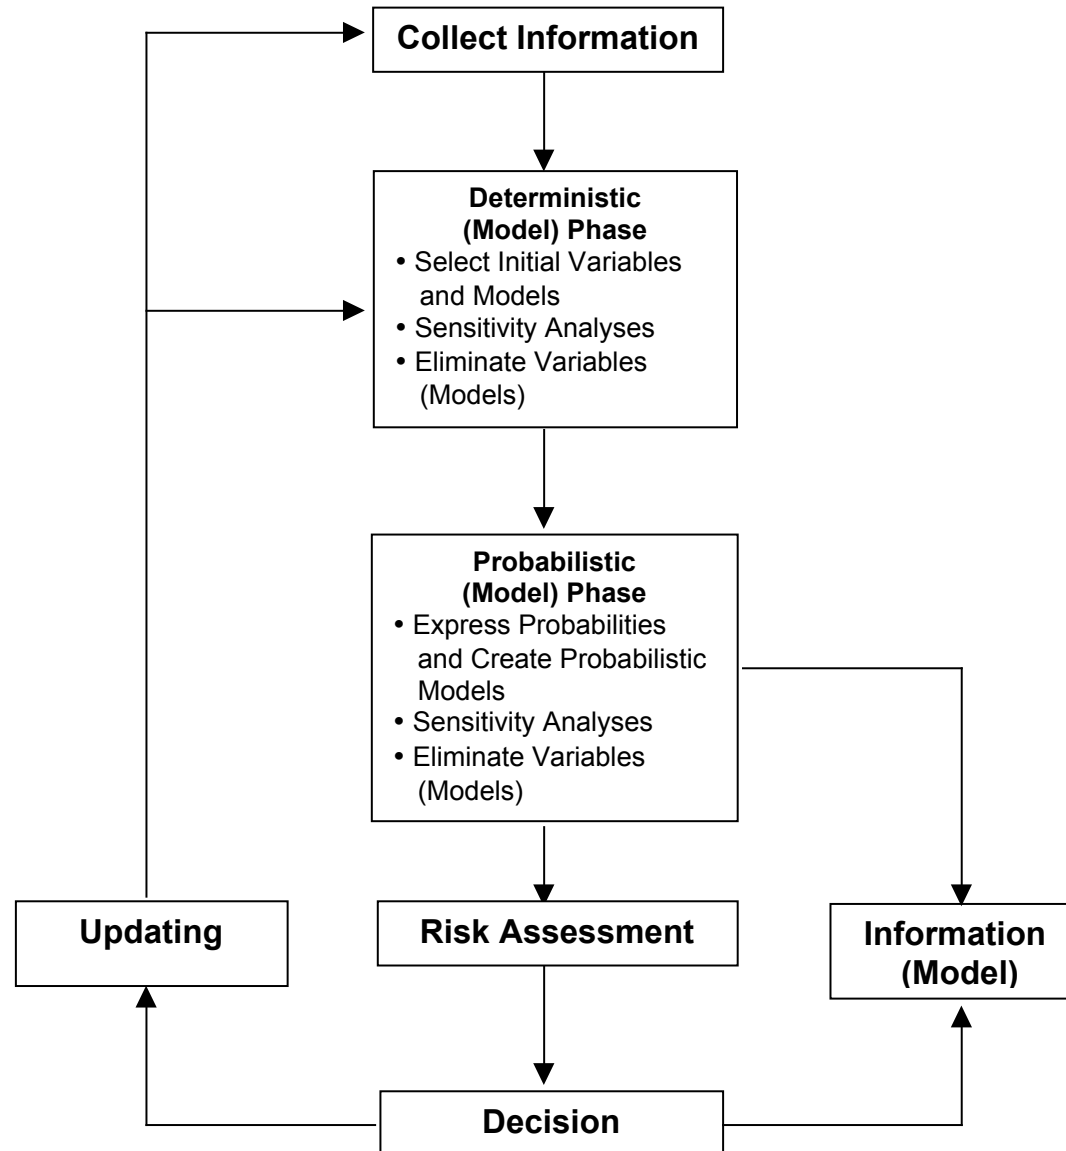 Collect Information
Deterministic
(Model) Phase
• Select Initial Variables
and Models
• Sensitivity Analyses
• Eliminate Variables
(Models)
Probabilistic
(Model) Phase
• Express Probabilities
and Create Probabilistic
Models
• Sensitivity Analyses
• Eliminate Variables
(Models)
Updating
Risk Assessment
Information
(Model)
Decision